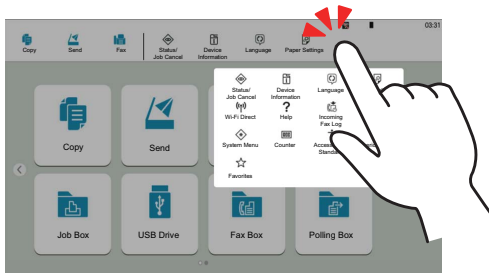 03:31
Copy
Send
Fax
Status/
Job Cancel
Device
Information
Language
Paper Settings
Status/
Job Cancel
Device
Information
Language
Wi-Fi Direct
Help
Incoming
Fax Log
System Menu
Counter
Favorites
Copy
Send
Job Box
USB Drive
Fax Box
Polling Box